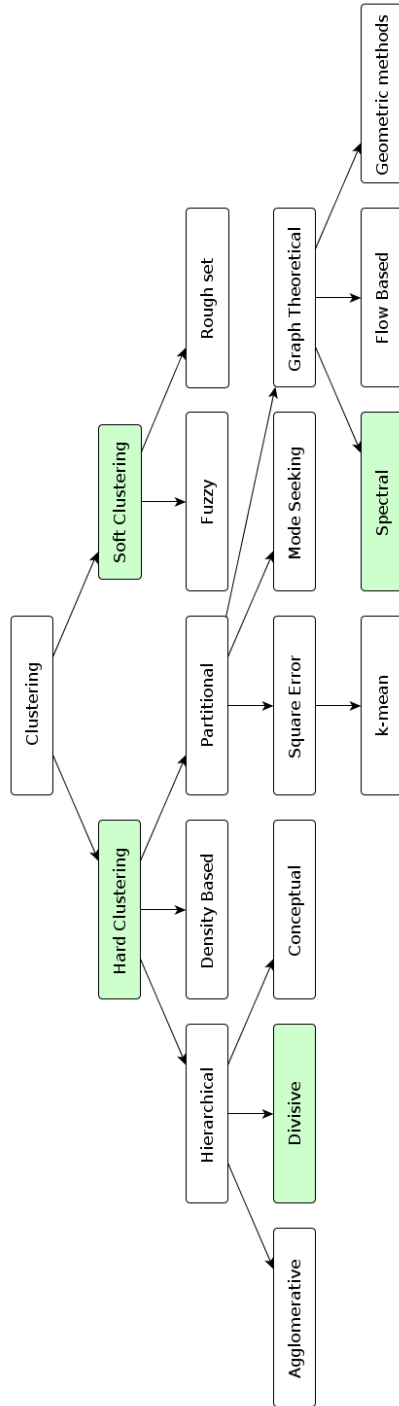 Clustering
Hard Clustering
Soft Clustering
Hierarchical
Density Based
Partitional
Fuzzy
Rough set
Agglomerative
Divisive
Conceptual
Square Error
Mode Seeking
Graph Theoretical
k-mean
Spectral
Flow Based
Geometric methods